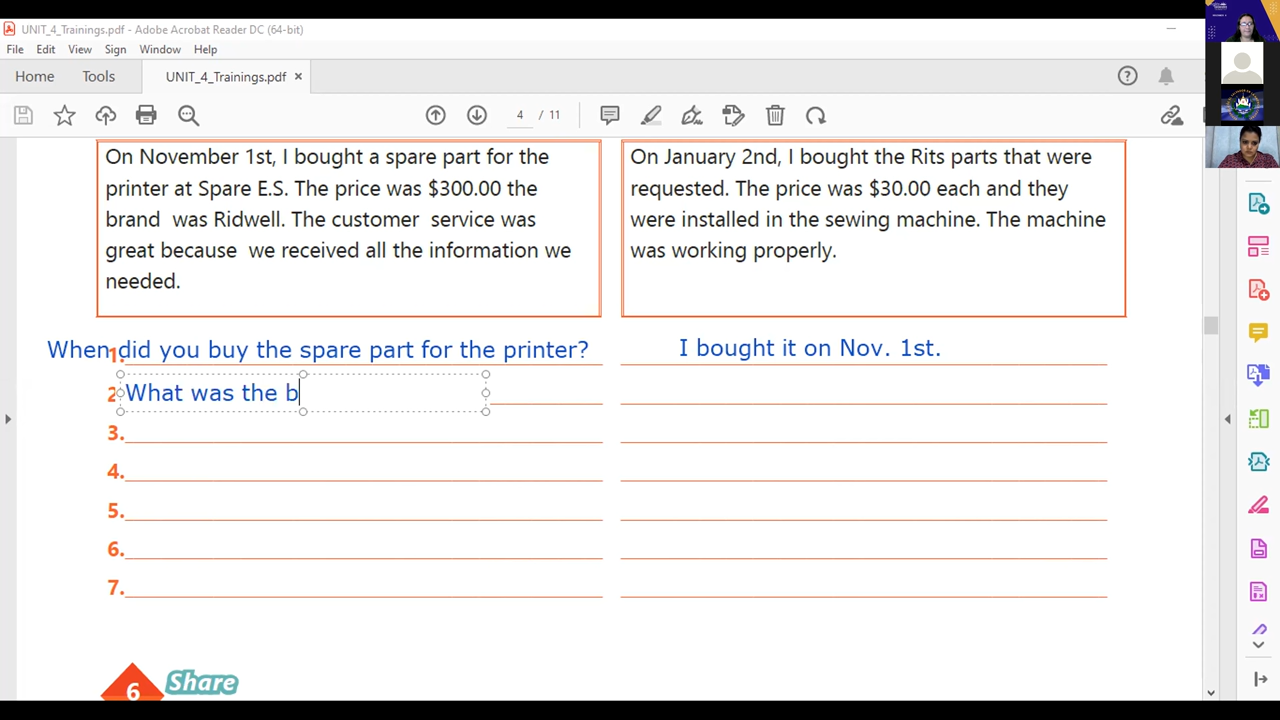 UNIT_4_Trainings.pdf - Adobe Acrobat Reader DC (64-bit)
File Edit View Sign Window Help
Home Tools UNIT_4_Trainings.pdf ×
4 / 11
On November 1st, I bought a spare part for the
printer at Spare E.S. The price was $300.00 the
brand was Ridwell. The customer service was
great because we received all the information we
needed.
On January 2nd, I bought the Rits parts that were
requested. The price was $30.00 each and they
were installed in the sewing machine. The machine
was working properly.
1. When did you buy the spare part for the printer? I bought it on Nov. 1st.
2 What was the b
3.
4.
5.
6.
7.
6 Share